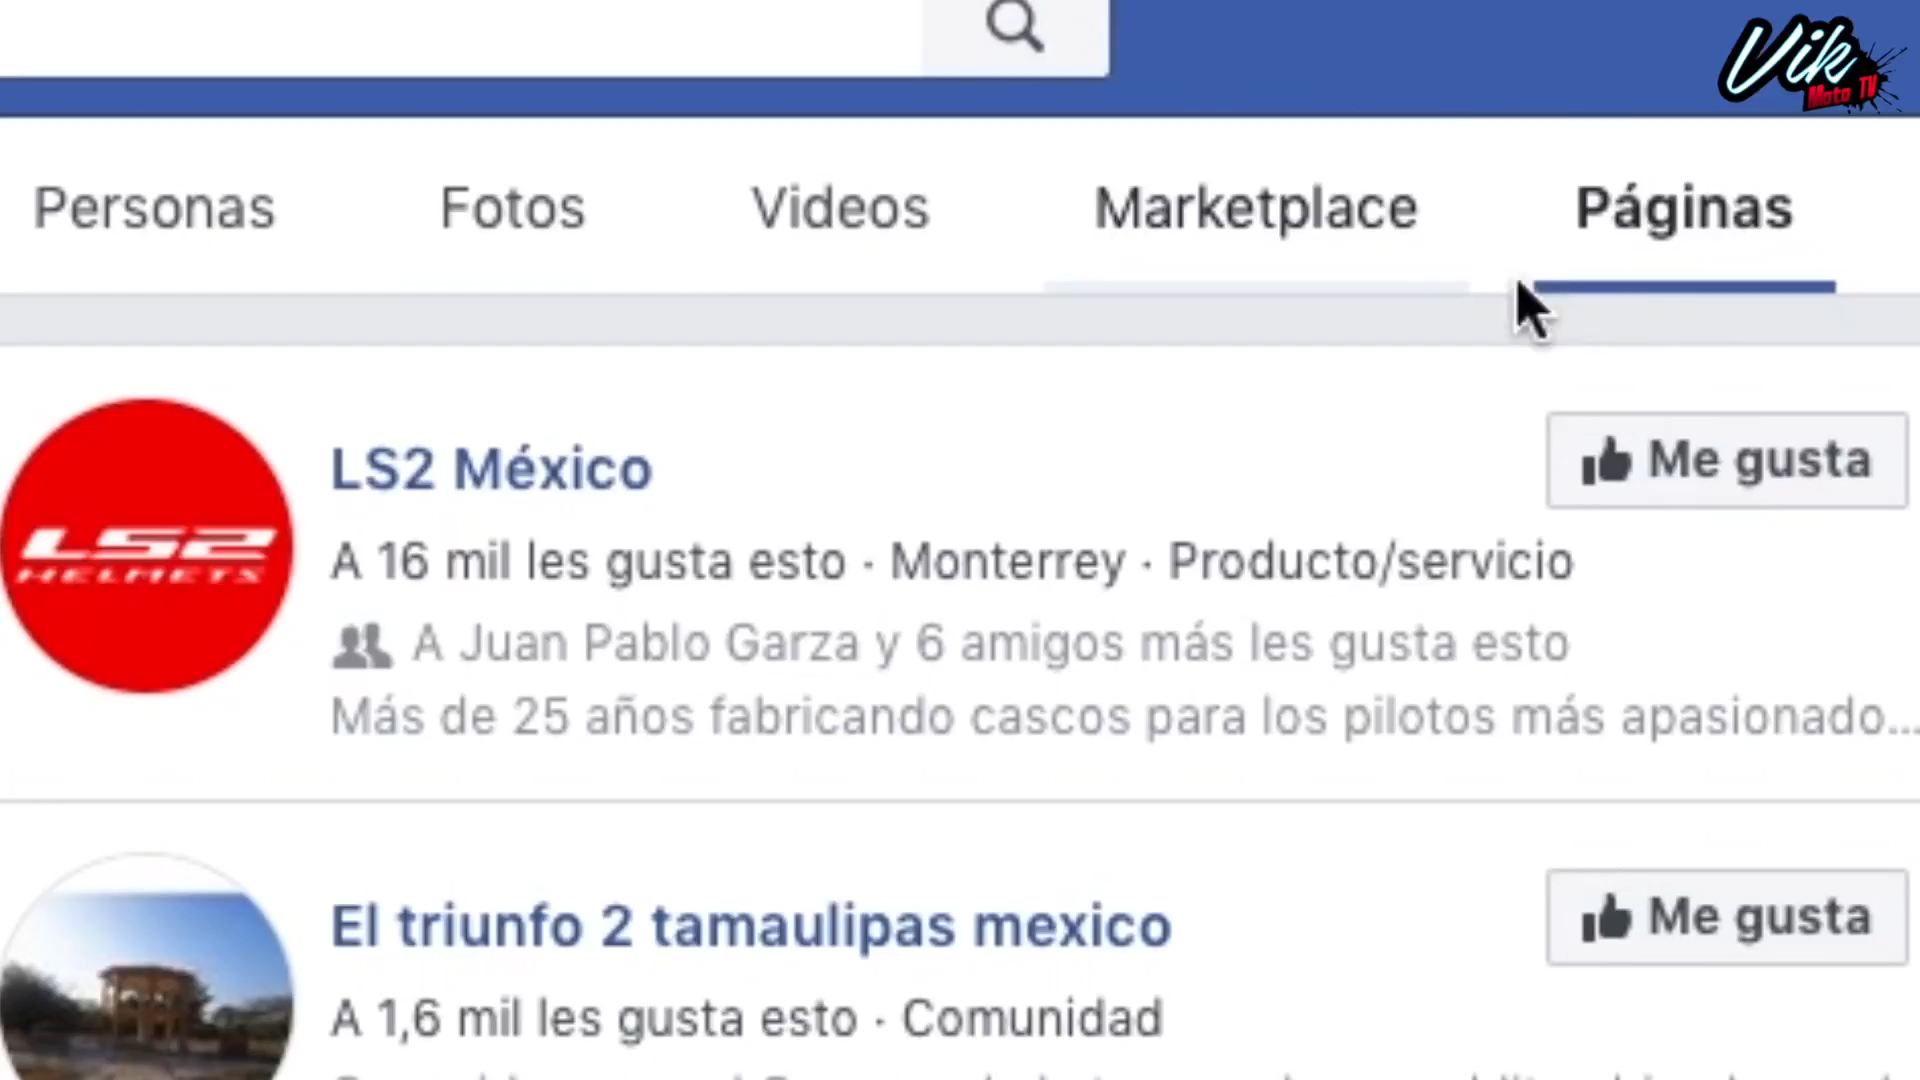 Vik
Moto TV
Personas Fotos Videos Marketplace Páginas
LS2
HELMETS
LS2 México
Me gusta
A 16 mil les gusta esto · Monterrey · Producto/servicio
A Juan Pablo Garza y 6 amigos más les gusta esto
Más de 25 años fabricando cascos para los pilotos más apasionado...
El triunfo 2 tamaulipas mexico
Me gusta
A 1,6 mil les gusta esto · Comunidad